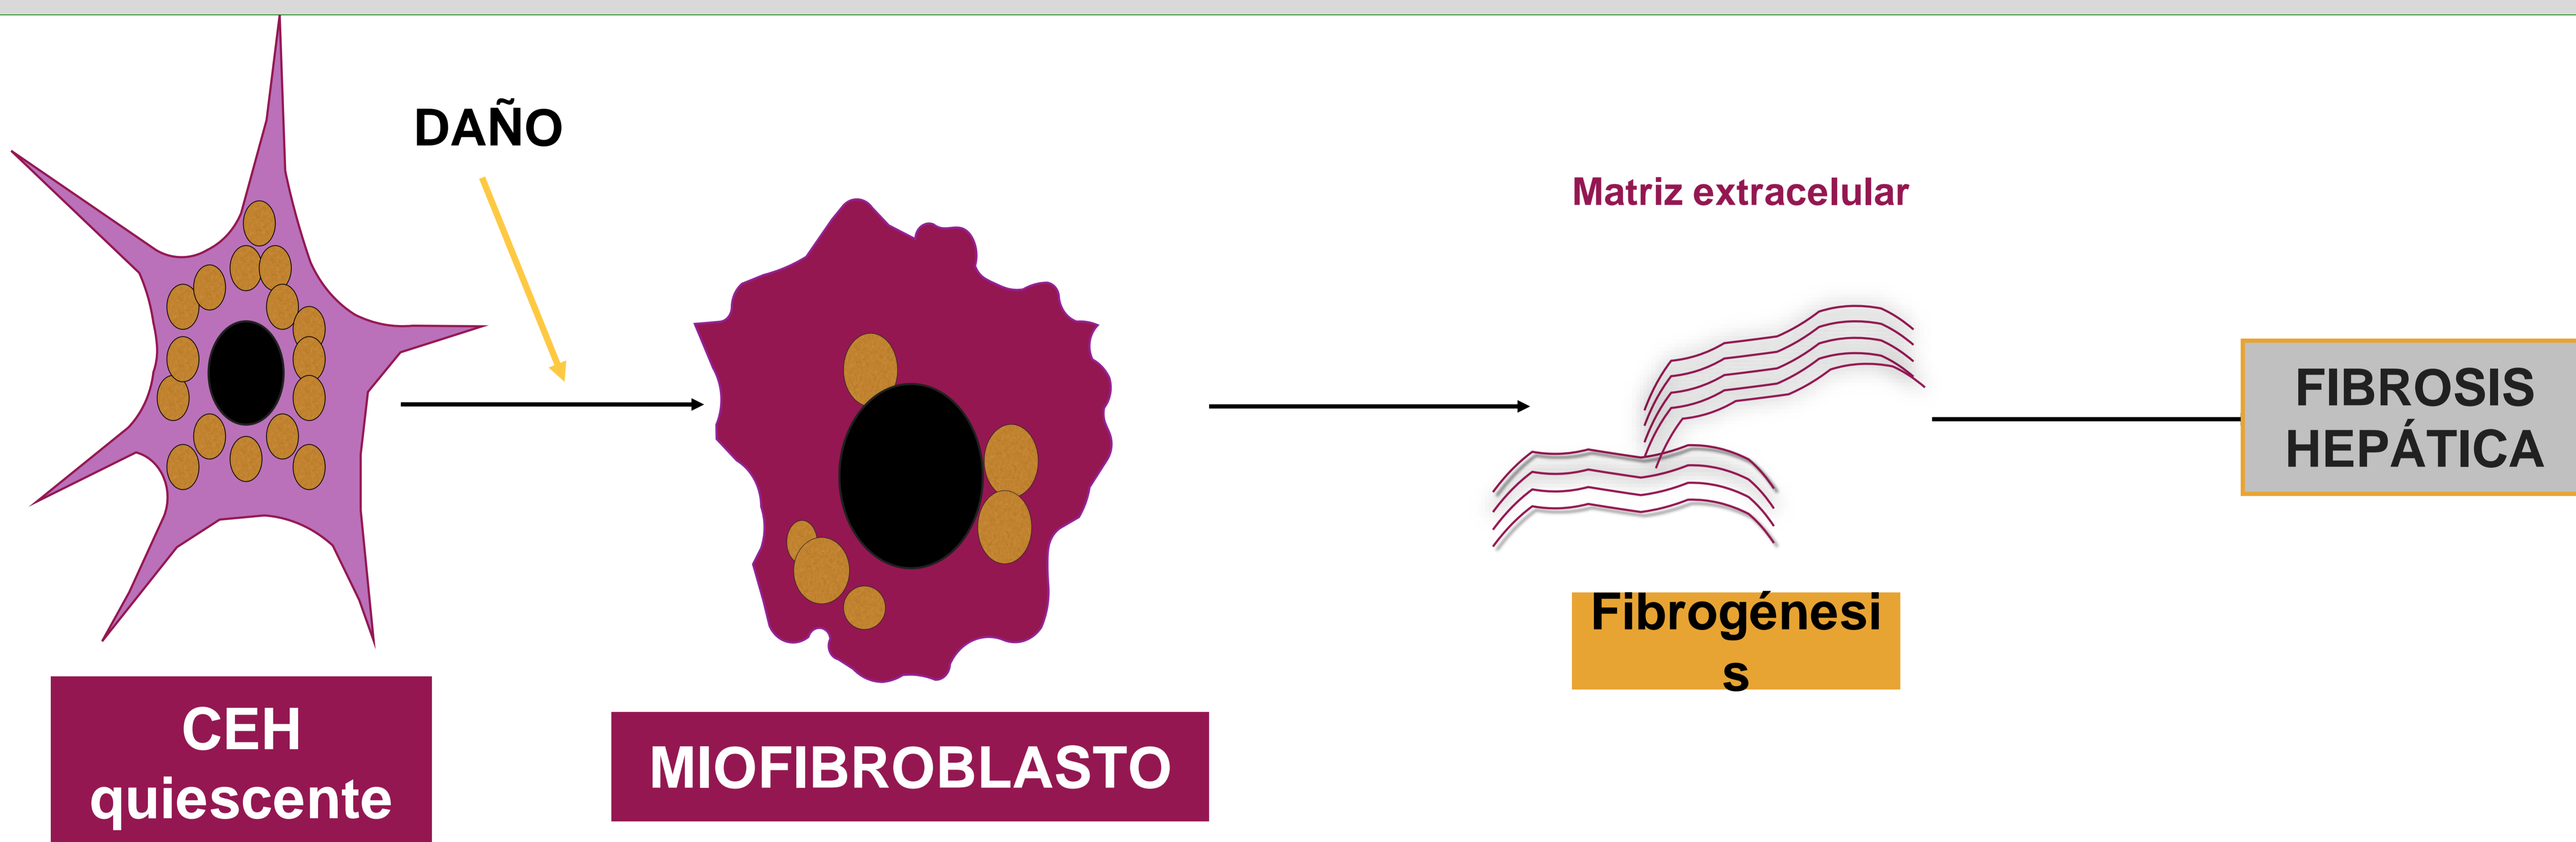 DAÑO
Matriz extracelular
FIBROSIS
HEPÁTICA
Fibrogénesi
s
CEH
quiescente
MIOFIBROBLASTO